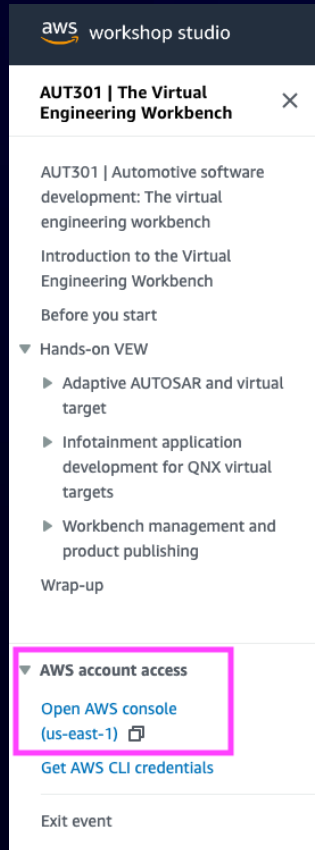 aws workshop studio
AUT301 | The Virtual
Engineering Workbench
AUT301 | Automotive software
development: The virtual
engineering workbench
Introduction to the Virtual
Engineering Workbench
Before you start
Hands-on VEW
Adaptive AUTOSAR and virtual
target
Infotainment application
development for QNX virtual
targets
Workbench management and
product publishing
Wrap-up
AWS account access
Open AWS console
(us-east-1)
Get AWS CLI credentials
Exit event